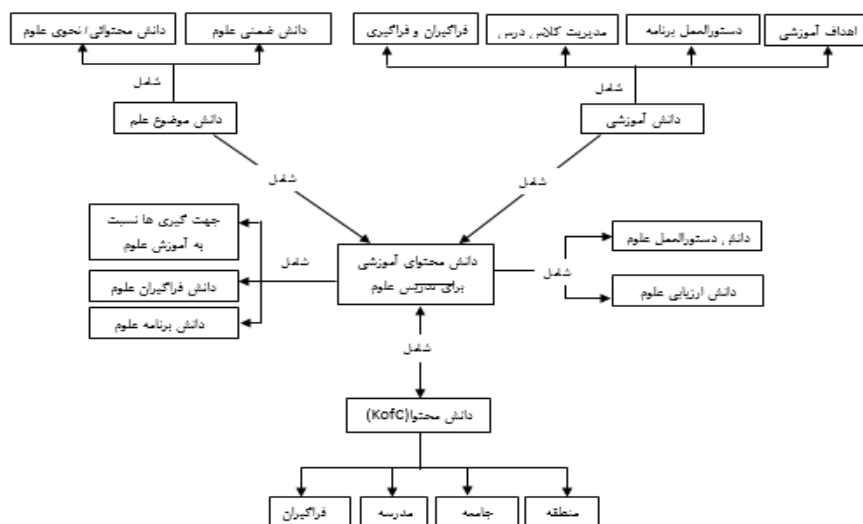 اهداف آموزشی
دستورالعمل برنامه
مدیریت کلاس درس
فراگیران و فراگیری
دانش ضمنی علوم
دانش محتوائی/ نحوی علوم
شامل
شامل
دانش آموزشی
دانش موضوع علم
شامل
شامل
جهت گیری ها نسبت
به آموزش علوم
دانش فراگیران علوم
دانش برنامه علوم
شامل
دانش محتوای آموزشی
برای تدریس علوم
شامل
دانش دستورالعمل علوم
دانش ارزیابی علوم
شامل
دانش محتوا(KofC)
منطقه
جامعه
مدرسه
فراگیران